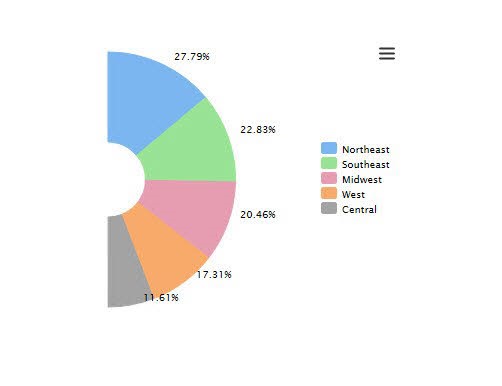 27.79%
22.83%
20.46%
17.31%
11.61%
Northeast
Southeast
Midwest
West
Central